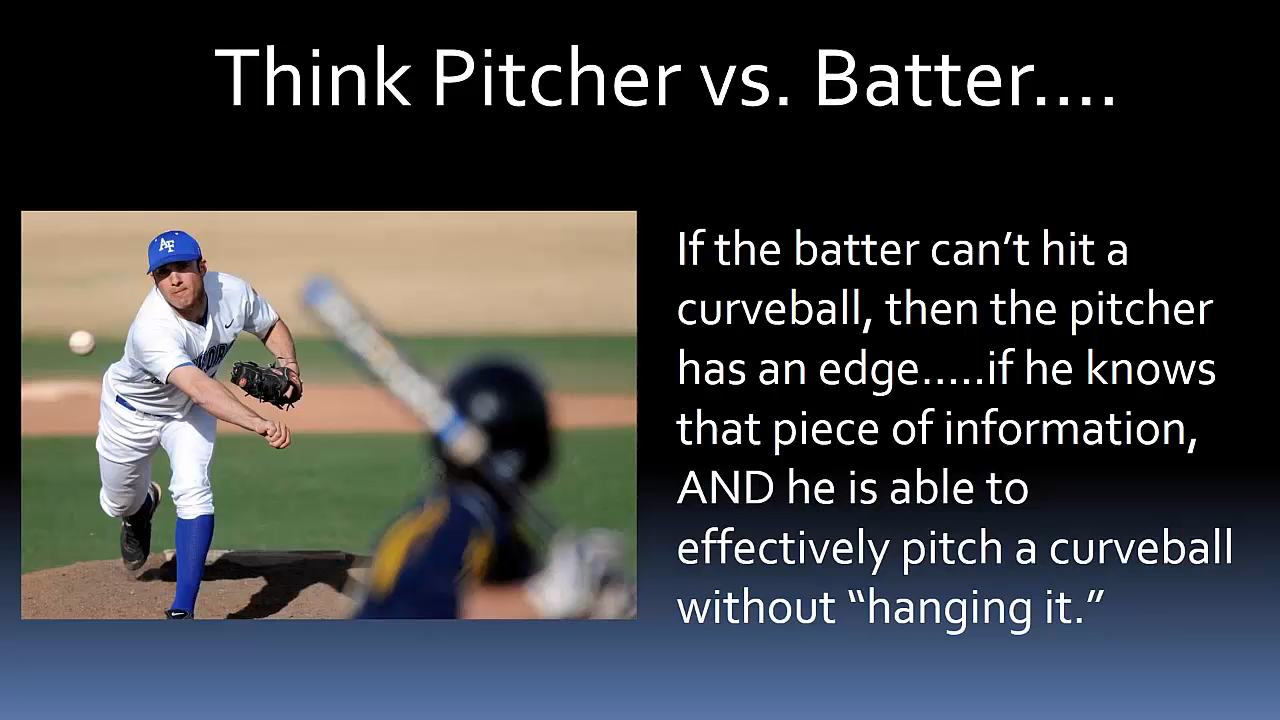 Think Pitcher vs. Batter....
AF
If the batter can’t hit a
curveball, then the pitcher
has an edge.....if he knows
that piece of information,
AND he is able to
effectively pitch a curveball
without “hanging it.”